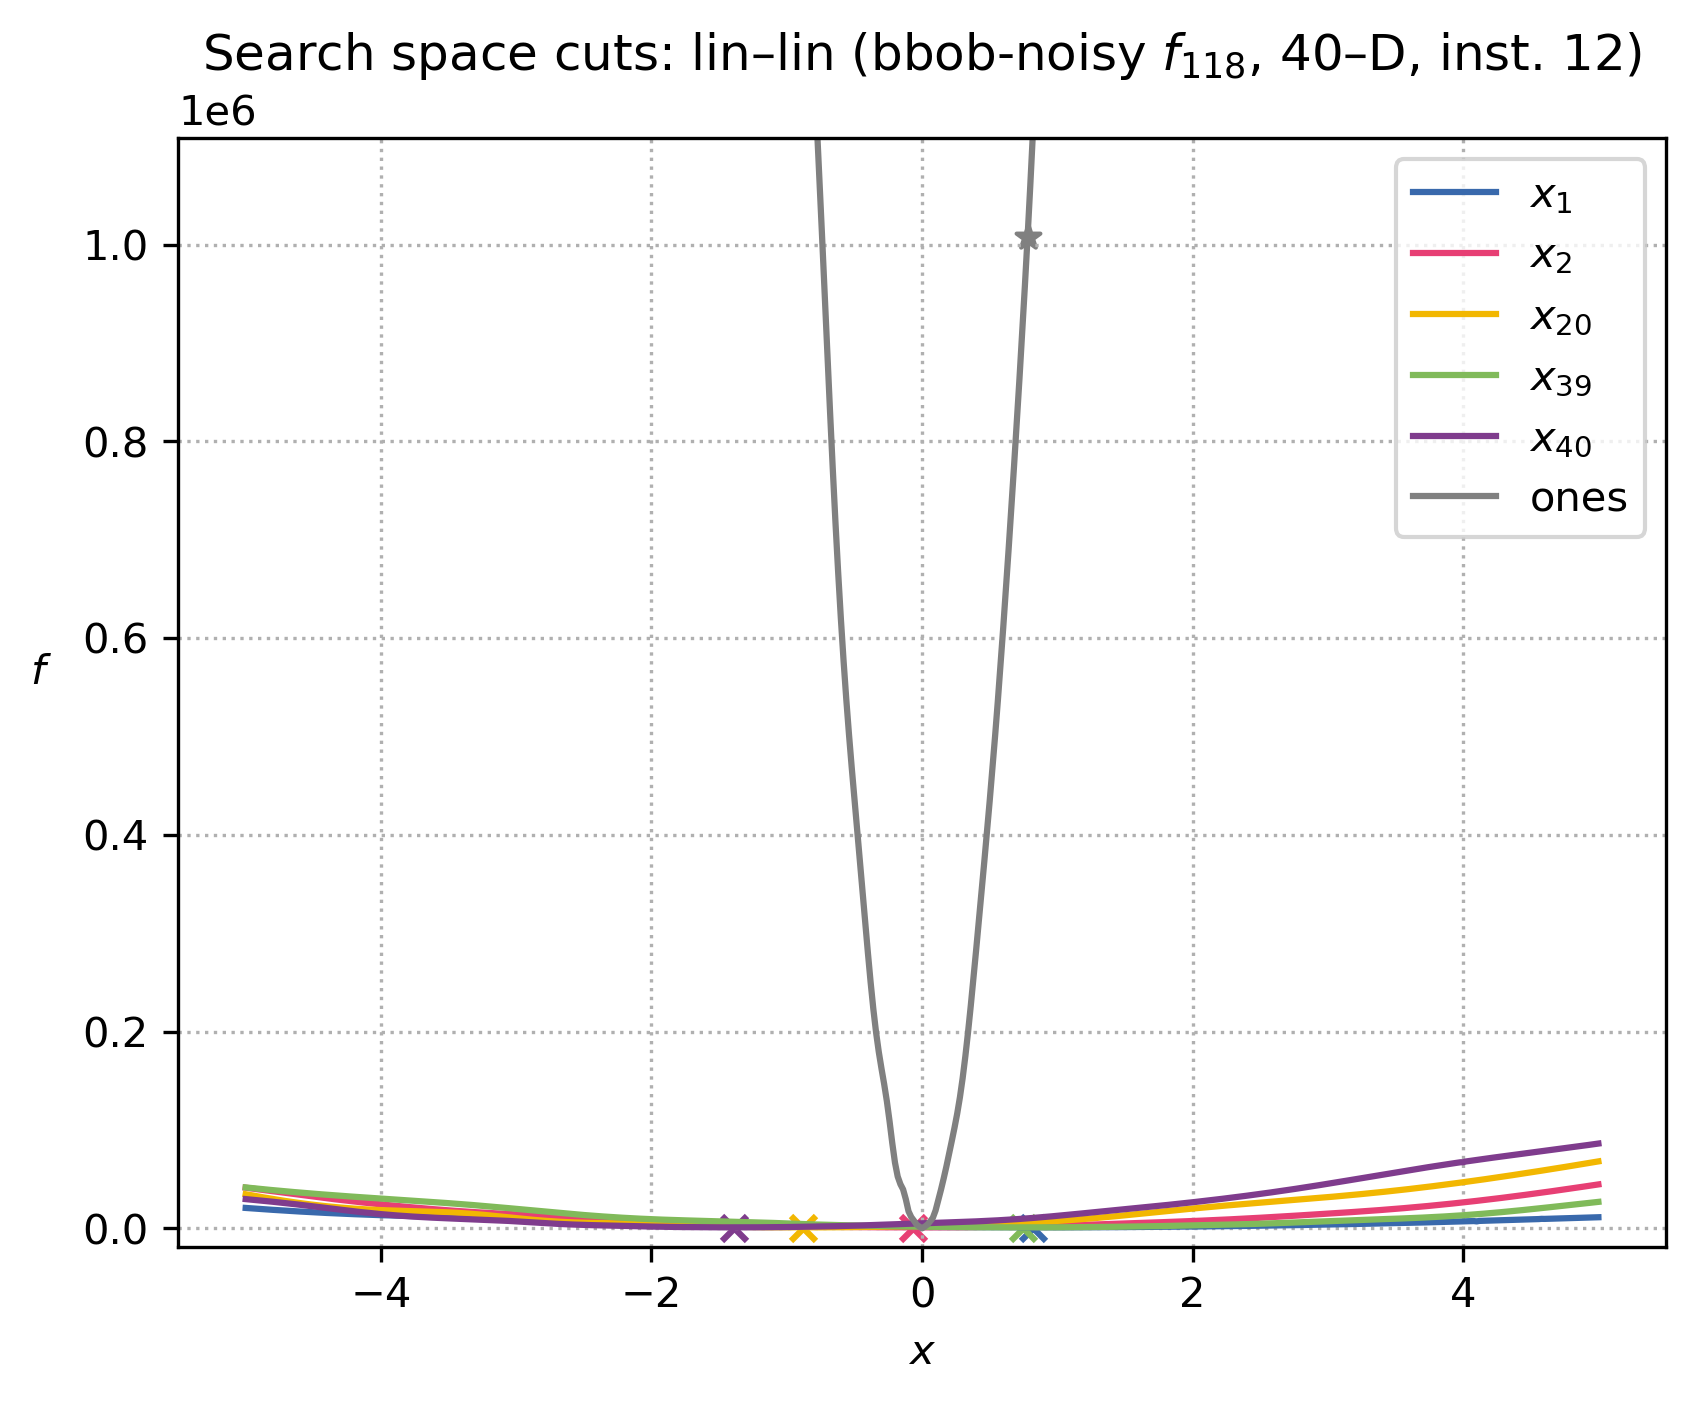 Search space cuts: lin–lin (bbob-noisy f₁₁₈, 40–D, inst. 12)
1e6
1.0
0.8
0.6
0.4
0.2
0.0
f
−4
−2
0
2
4
x
x₁
x₂
x₂₀
x₃₉
x₄₀
ones